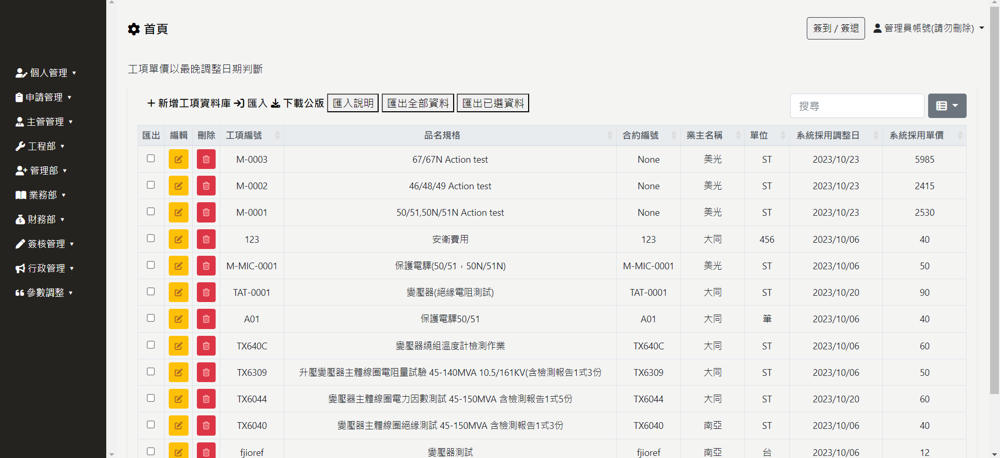 首頁
簽到 / 簽退
管理員帳號(請勿刪除)
個人管理
申請管理
主管管理
工程部
管理部
業務部
財務部
簽核管理
行政管理
參數調整
工項單價以最晚調整日期判斷
新增工項資料庫 匯入 下載公版 匯入說明 匯出全部資料 匯出已選資料
搜尋
匯出 編輯 刪除 工項編號 品名規格 合約編號 業主名稱 單位 系統採用調整日 系統採用單價
M-0003 67/67N Action test None 美光 ST 2023/10/23 5985
M-0002 46/48/49 Action test None 美光 ST 2023/10/23 2415
M-0001 50/51,50N/51N Action test None 美光 ST 2023/10/23 2530
123 安衛費用 123 大同 456 2023/10/06 40
M-MIC-0001 保護電驛(50/51，50N/51N) M-MIC-0001 美光 ST 2023/10/06 50
TAT-0001 變壓器(絕緣電阻測試) TAT-0001 大同 ST 2023/10/20 90
A01 保護電驛50/51 A01 大同 筆 2023/10/06 40
TX640C 變壓器繞組溫度計檢測作業 TX640C 大同 ST 2023/10/06 60
TX6309 升壓變壓器主體線圈電阻量試驗 45-140MVA 10.5/161KV(含檢測報告1式3份 TX6309 大同 ST 2023/10/06 50
TX6044 變壓器主體線圈電力因數測試 45-150MVA 含檢測報告1式5份 TX6044 大同 ST 2023/10/20 60
TX6040 變壓器主體線圈絕緣測試 45-150MVA 含檢測報告1式3份 TX6040 南亞 ST 2023/10/06 40
fjioref 變壓器測試 fjioref 南亞 台 2023/10/06 12